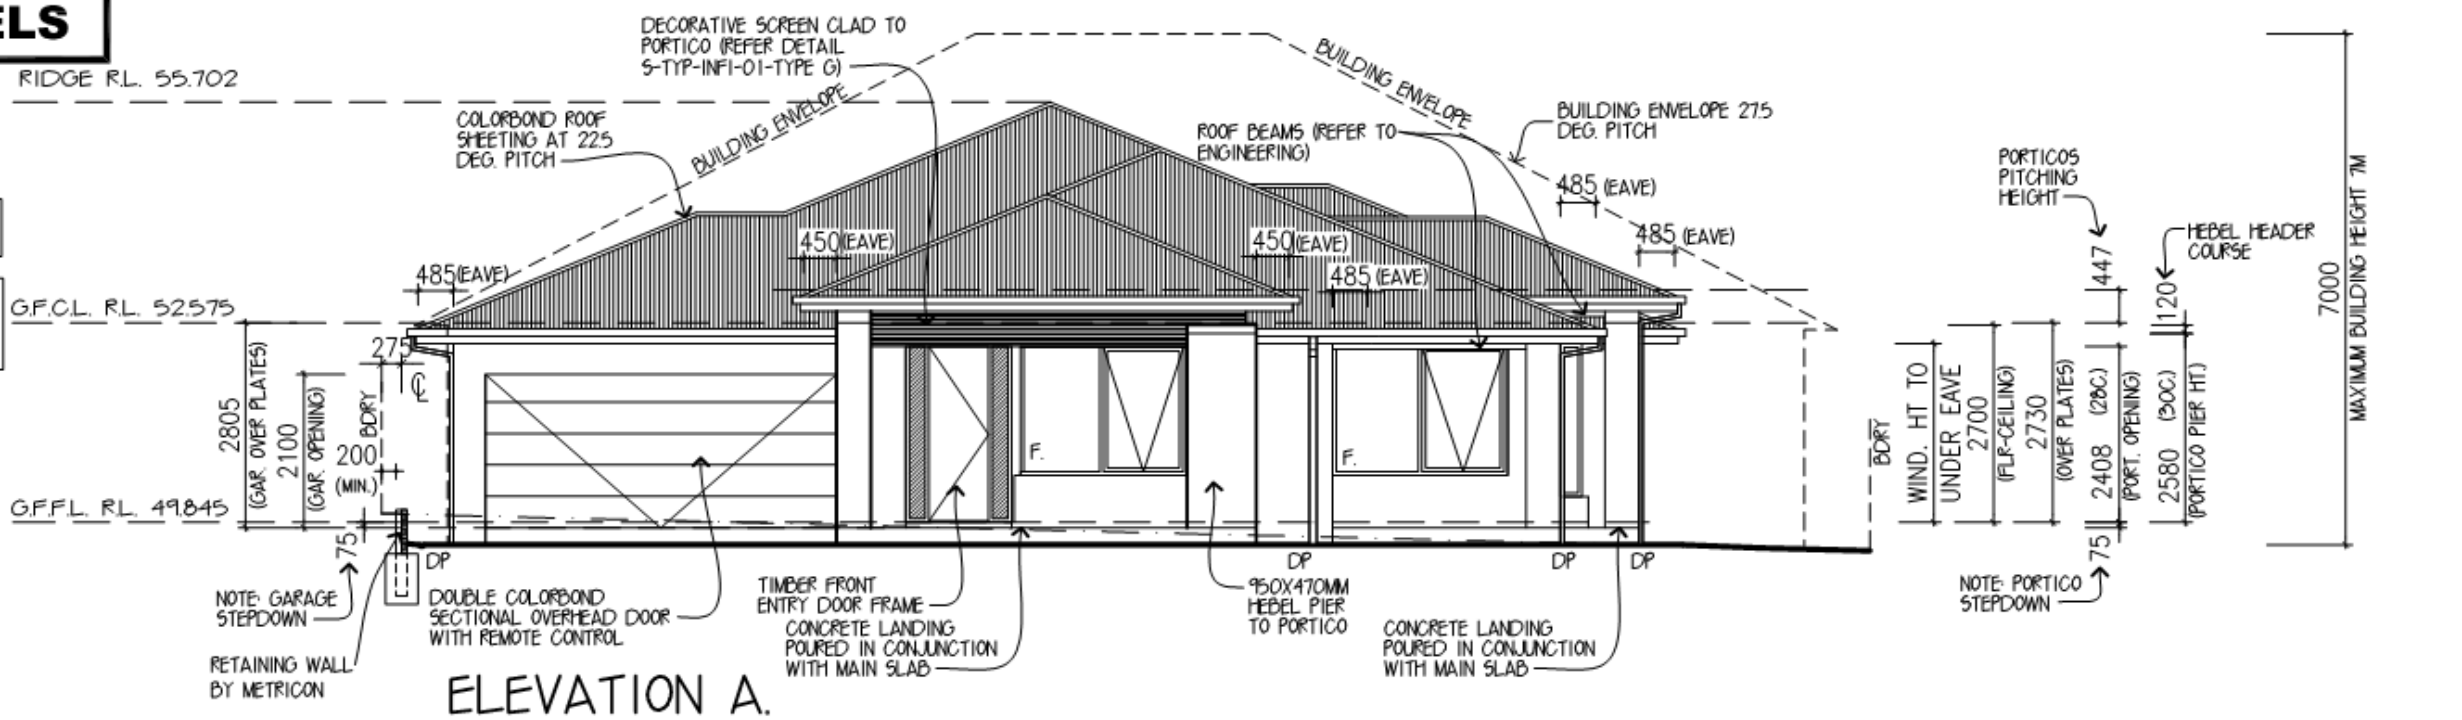 ELS
RIDGE R.L. 55.702
G.F.C.L. R.L. 52.575
G.F.F.L. R.L. 49.845
DECORATIVE SCREEN CLAD TO
PORTICO (REFER DETAIL
S-TYP-INF1-01-TYPE G)
COLORBOND ROOF
SHEETING AT 22.5
DEG. PITCH
BUILDING ENVELOPE
BUILDING ENVELOPE
ROOF BEAMS (REFER TO
ENGINEERING)
BUILDING ENVELOPE 27.5
DEG. PITCH
485 (EAVE)
485 (EAVE)
485 (EAVE)
450 (EAVE)
450 (EAVE)
485 (EAVE)
PORTICOS
PITCHING
HEIGHT
447
HEBEL HEADER
COURSE
120
7000
MAXIMUM BUILDING HEIGHT 7M
2805
(GAR. OVER PLATES)
2100
(GAR. OPENING)
275
BDRY
200
(MIN.)
75
F.
F.
BDRY
WIND. HT TO
UNDER EAVE
2700
(FLR-CEILING)
2730
(OVER PLATES)
2408 (28C.)
(PORT. OPENING)
2580 (30C.)
(PORTICO PIER HT.)
75
DP
DP
DP
DP
NOTE: GARAGE
STEPDOWN
RETAINING WALL
BY METRICON
DOUBLE COLORBOND
SECTIONAL OVERHEAD DOOR
WITH REMOTE CONTROL
TIMBER FRONT
ENTRY DOOR FRAME
CONCRETE LANDING
POURED IN CONJUNCTION
WITH MAIN SLAB
950X470MM
HEBEL PIER
TO PORTICO
CONCRETE LANDING
POURED IN CONJUNCTION
WITH MAIN SLAB
NOTE: PORTICO
STEPDOWN
ELEVATION A.